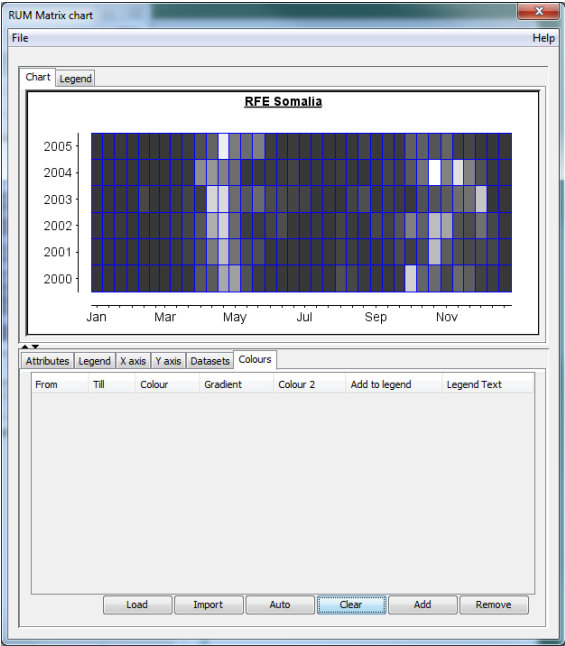 RUM Matrix chart
x
File Help
Chart Legend
RFE Somalia
2005
2004
2003
2002
2001
2000
Jan Mar May Jul Sep Nov
Attributes Legend X axis Y axis Datasets Colours
From Till Colour Gradient Colour 2 Add to legend Legend Text
Load Import Auto Clear Add Remove